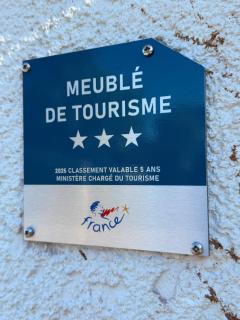 MEUBLÉ
DE TOURISME
2025 CLASSEMENT VALABLE 5 ANS
MINISTÈRE CHARGÉ DU TOURISME
france